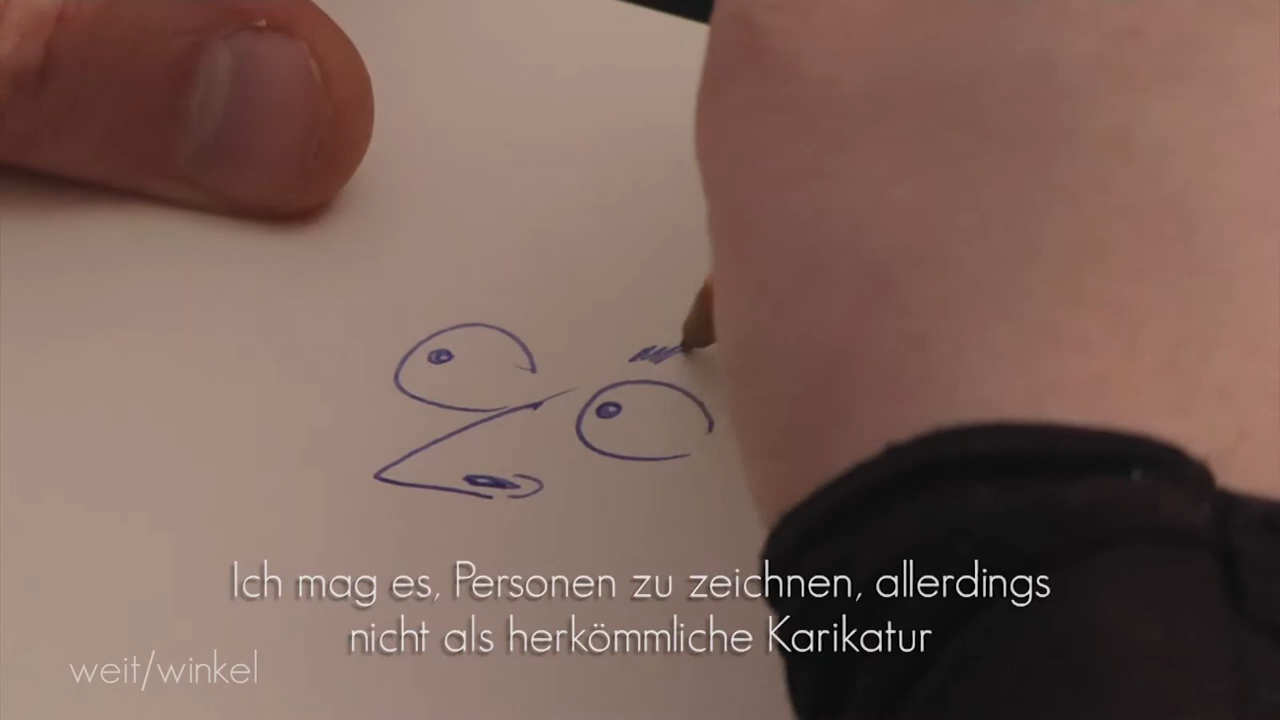 Ich mag es, Personen zu zeichnen, allerdings
nicht als herkömmliche Karikatur
weit/winkel